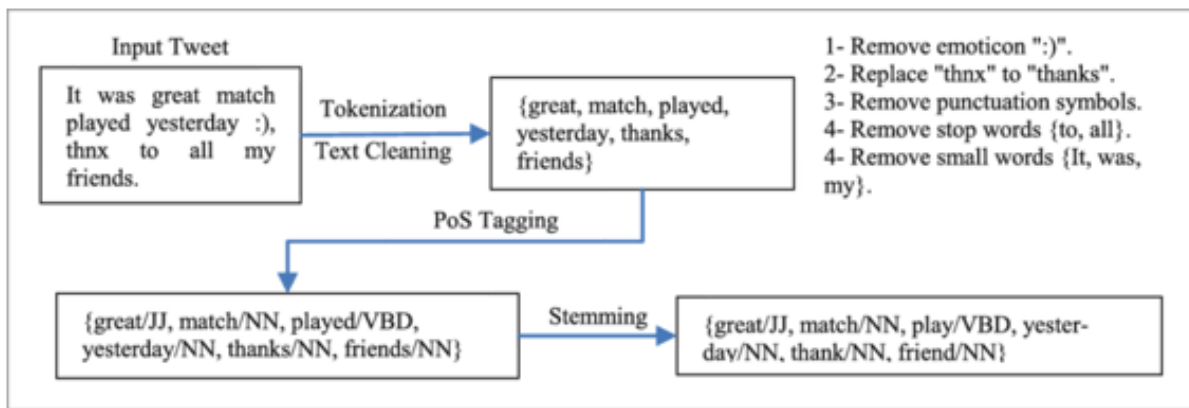 Input Tweet
It was great match
played yesterday :),
thnx to all my
friends.
Tokenization
Text Cleaning
{great, match, played,
yesterday, thanks,
friends}
1- Remove emoticon ":)".
2- Replace "thnx" to "thanks".
3- Remove punctuation symbols.
4- Remove stop words {to, all}.
4- Remove small words {It, was,
my}.
PoS Tagging
{great/JJ, match/NN, played/VBD,
yesterday/NN, thanks/NN, friends/NN}
Stemming
{great/JJ, match/NN, play/VBD, yester-
day/NN, thank/NN, friend/NN}